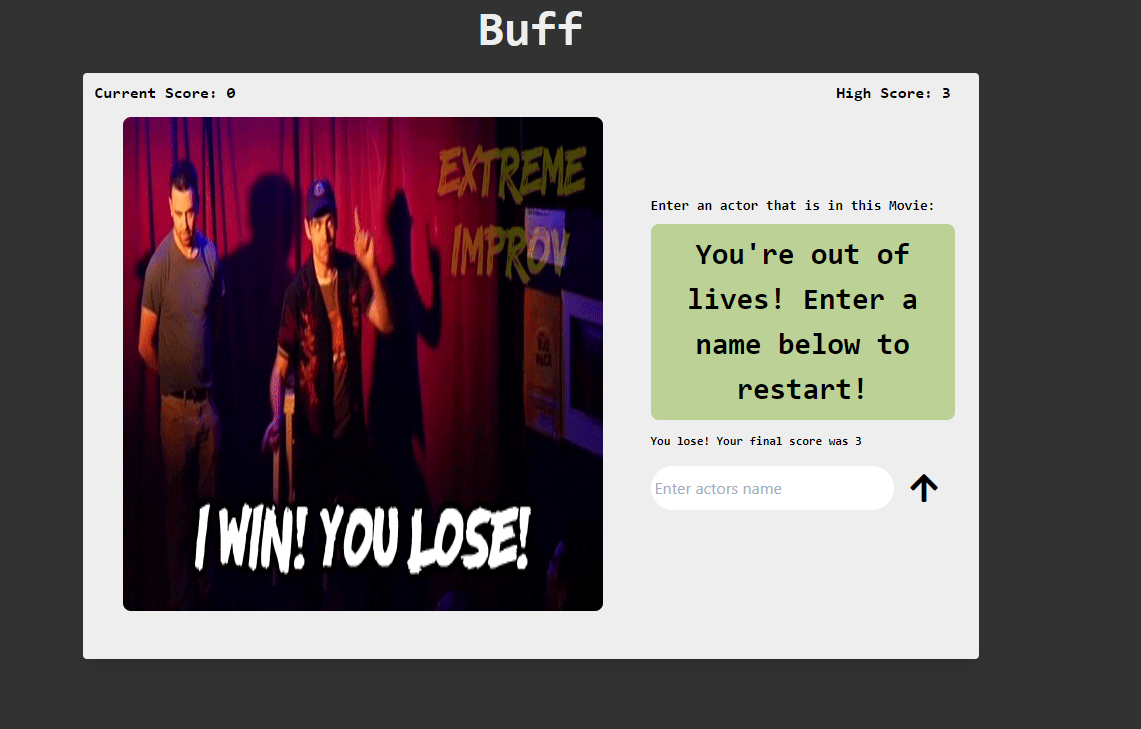 Buff
Current Score: 0
High Score: 3
EXTREME
IMPROV
I WIN! YOU LOSE!
Enter an actor that is in this Movie:
You're out of
lives! Enter a
name below to
restart!
You lose! Your final score was 3
Enter actors name